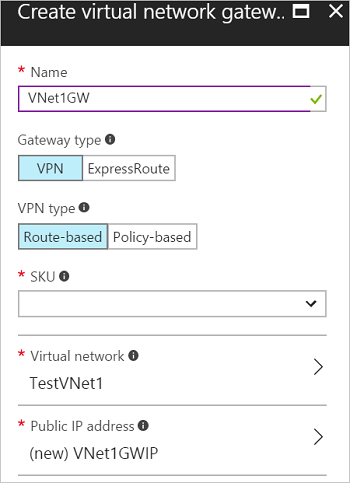 Create virtual network gatew..
* Name
VNet1GW
Gateway type
VPN ExpressRoute
VPN type
Route-based Policy-based
* SKU
* Virtual network
TestVNet1
* Public IP address
(new) VNet1GWIP